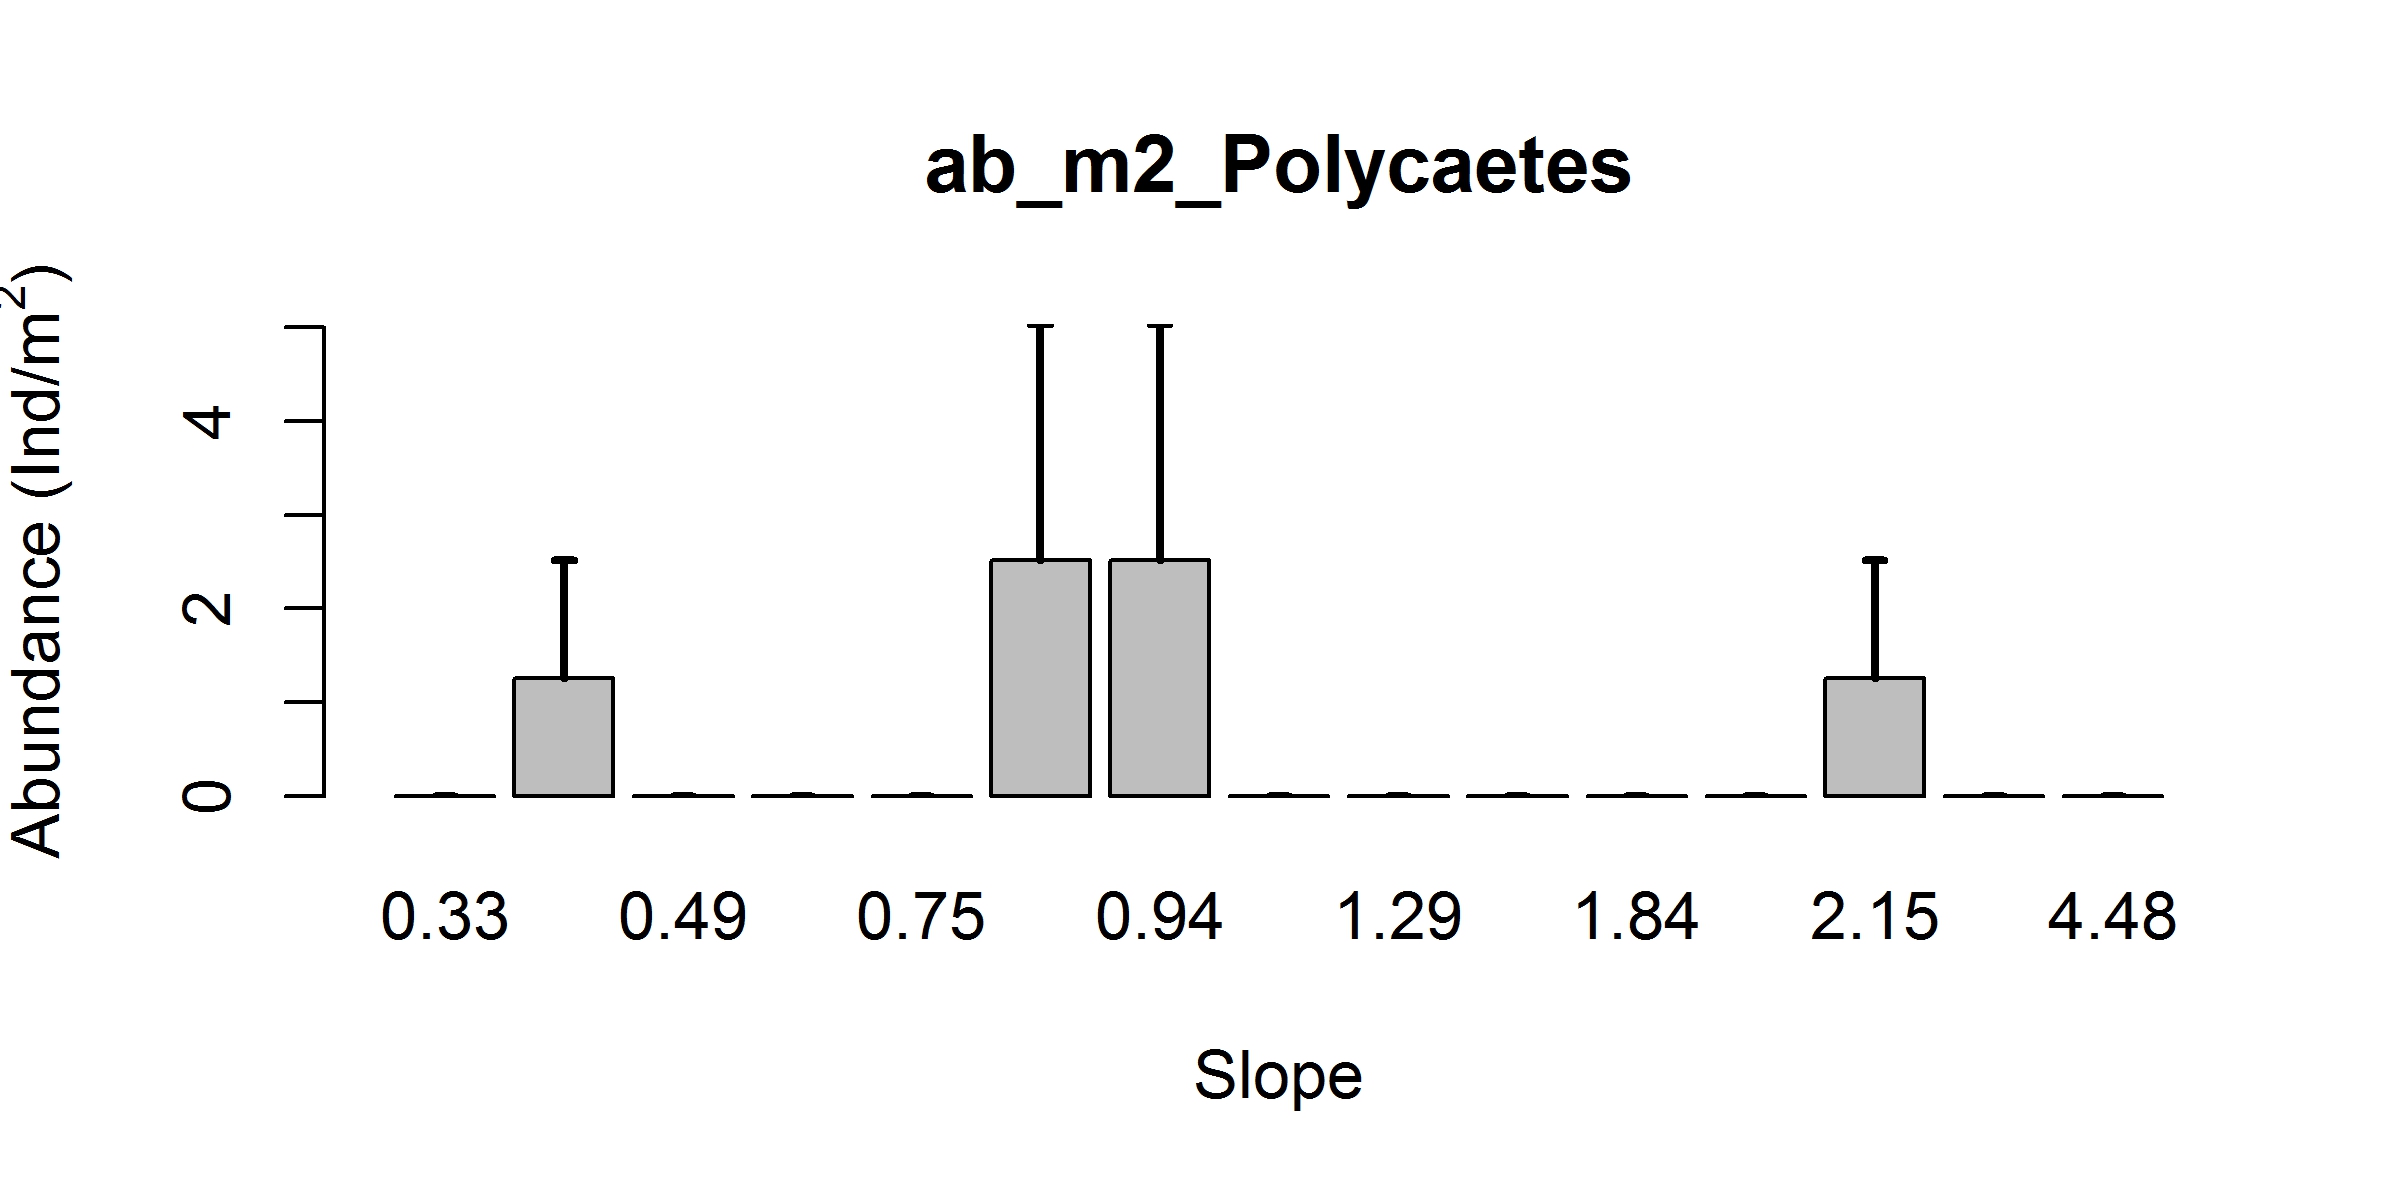 ab_m2_Polycaetes
Abundance (Ind/m²)
4
2
0
0.33 0.49 0.75 0.94 1.29 1.84 2.15 4.48
Slope